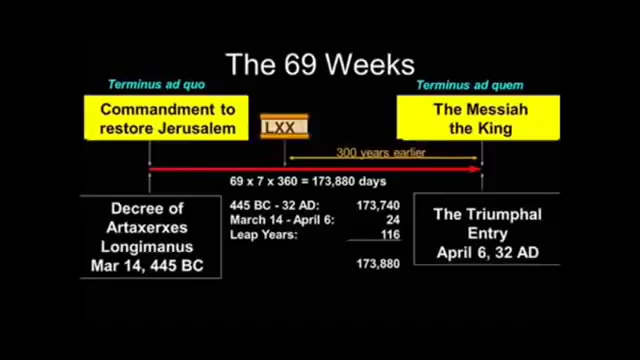 The 69 Weeks
Terminus ad quo
Terminus ad quem
Commandment to
restore Jerusalem
LXX
The Messiah
the King
300 years earlier
69 x 7 x 360 = 173,880 days
Decree of
Artaxerxes
Longimanus
Mar 14, 445 BC
445 BC - 32 AD: 173,740
March 14 - April 6: 24
Leap Years: 116
173,880
The Triumphal
Entry
April 6, 32 AD